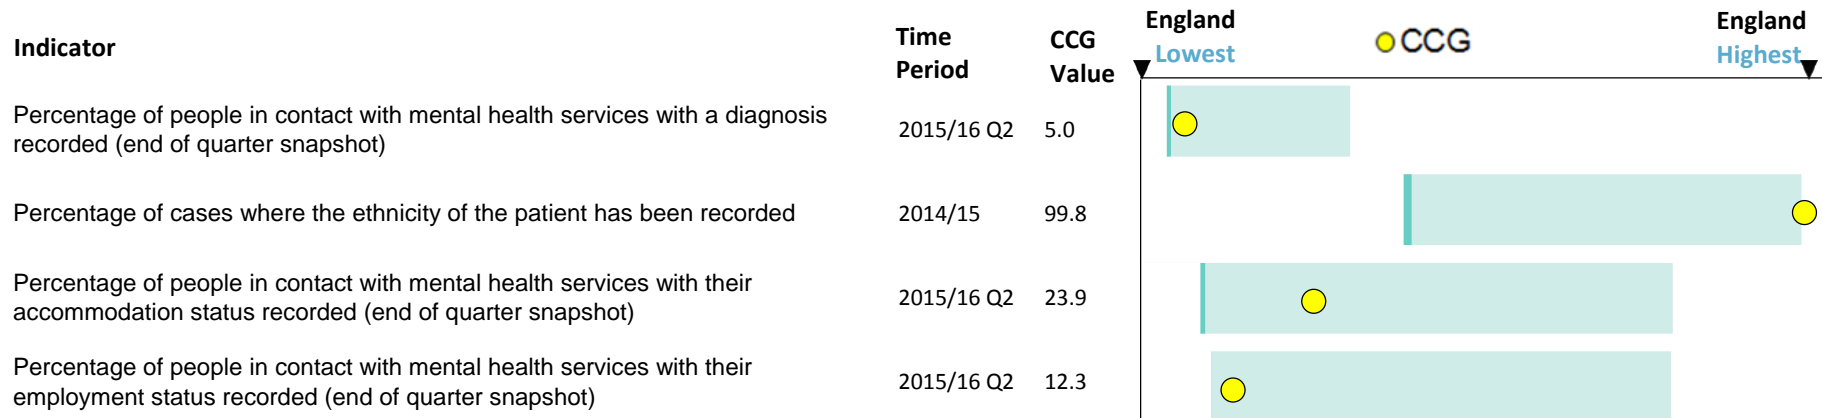 Indicator
Time
Period
CCG
Value
England
Lowest
CCG
England
Highest
Percentage of people in contact with mental health services with a diagnosis
recorded (end of quarter snapshot)
2015/16 Q2
5.0
Percentage of cases where the ethnicity of the patient has been recorded
2014/15
99.8
Percentage of people in contact with mental health services with their
accommodation status recorded (end of quarter snapshot)
2015/16 Q2
23.9
Percentage of people in contact with mental health services with their
employment status recorded (end of quarter snapshot)
2015/16 Q2
12.3